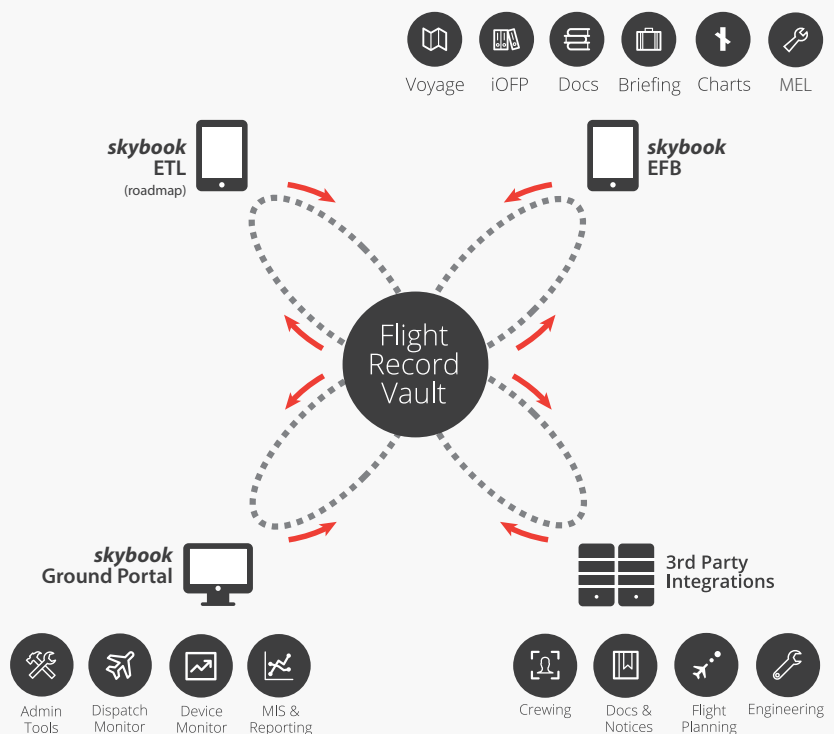 Voyage
iOFP
Docs
Briefing
Charts
MEL
skybook
ETL
(roadmap)
skybook
EFB
Flight
Record
Vault
skybook
Ground Portal
3rd Party
Integrations
Admin
Tools
Dispatch
Monitor
Device
Monitor
MIS &
Reporting
Crewing
Docs &
Notices
Flight
Planning
Engineering